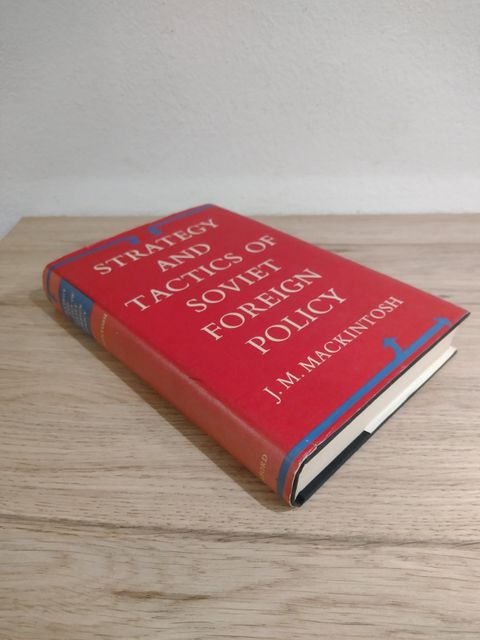 STRATEGY
AND
TACTICS OF
SOVIET
FOREIGN
POLICY
J. M. MACKINTOSH